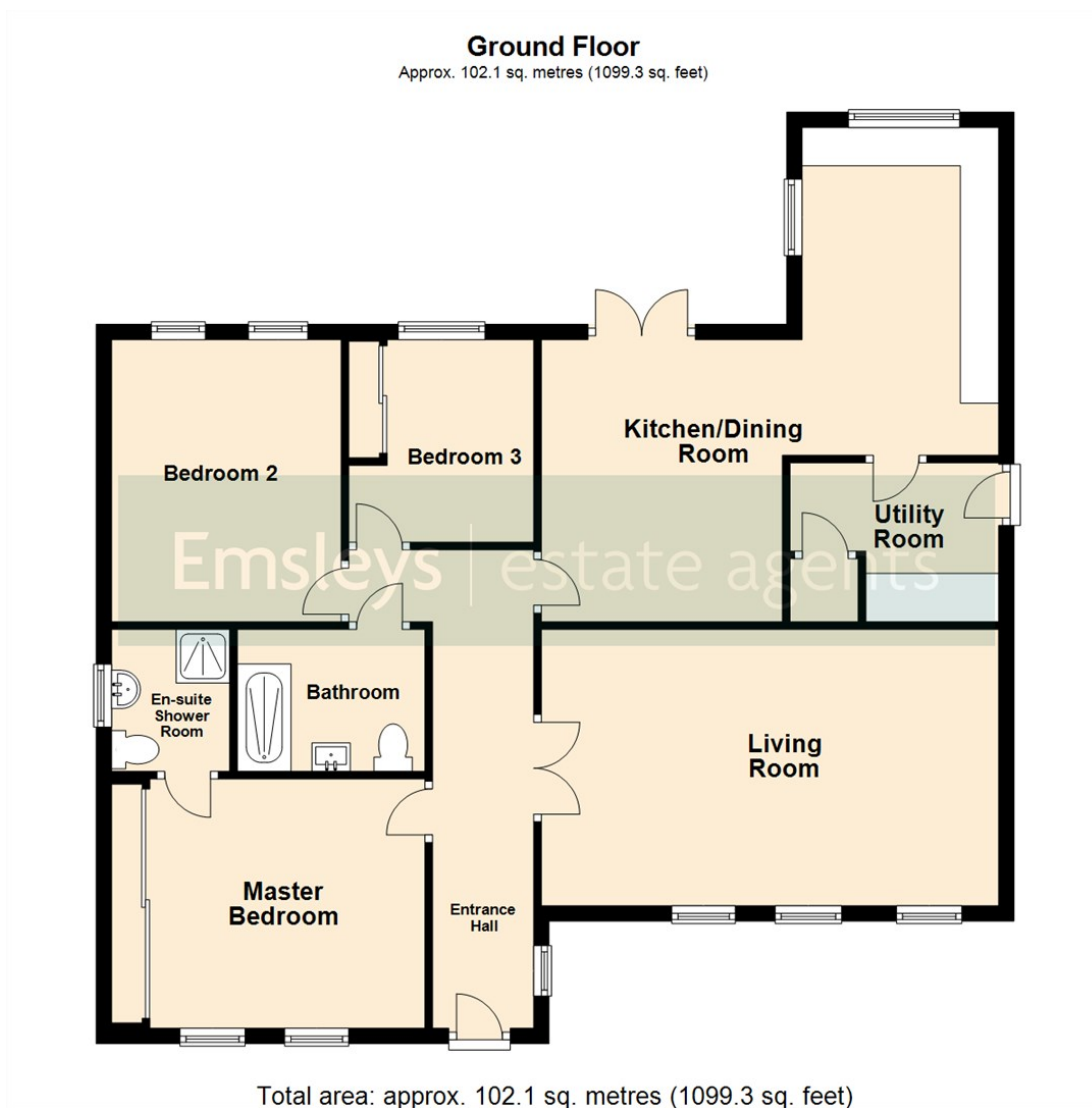 Ground Floor
Approx. 102.1 sq. metres (1099.3 sq. feet)
Kitchen/Dining
Room
Bedroom 2
Bedroom 3
Utility
Room
Emsleys | estate agents
En-suite
Shower
Room
Bathroom
Living
Room
Master
Bedroom
Entrance
Hall
Total area: approx. 102.1 sq. metres (1099.3 sq. feet)